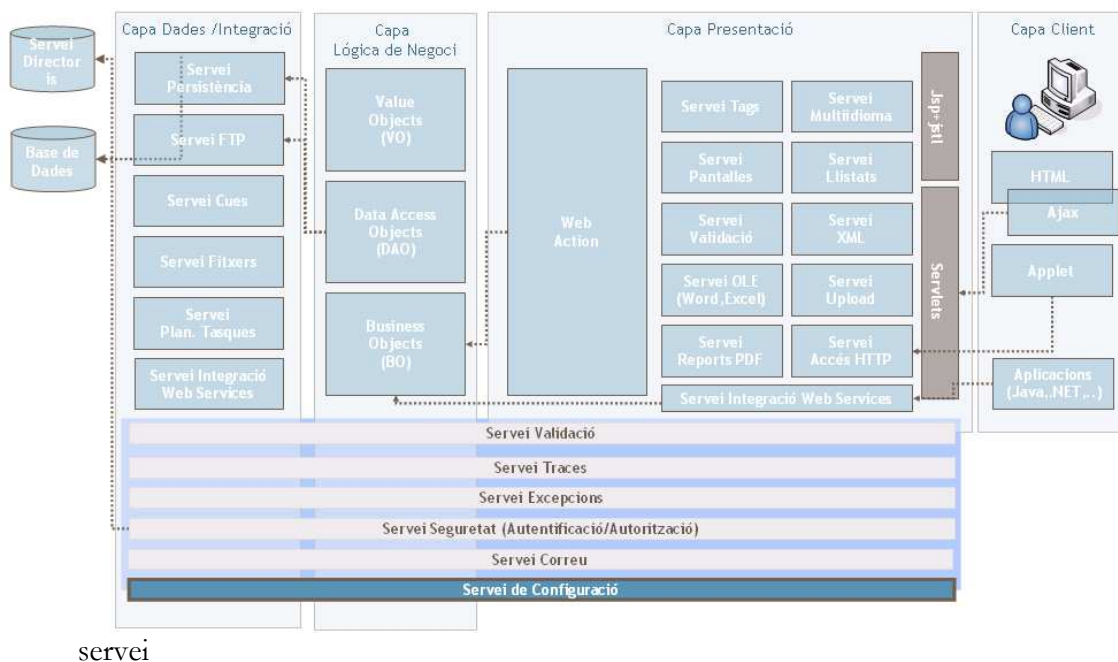 Servei
Director
is
Base de
Dades
Capa Dades /Integració
Servei
Persistència
Servei FTP
Servei Cues
Servei Fitxers
Servei
Plan. Tasques
Servei Integració
Web Services
Capa
Lógica de Negoci
Value
Objects
(VO)
Data Access
Objects
(DAO)
Business
Objects
(BO)
Capa Presentació
Web
Action
Servei Tags
Servei
Multiidioma
Servei
Pantalles
Servei
Llistats
Servei
Validació
Servei
XML
Servei OLE
(Word,Excel)
Servei
Upload
Servei
Reports PDF
Servei
Accés HTTP
Servei Integració Web Services
Jsp+jstl
Servlets
Capa Client
HTML
Ajax
Applet
Aplicacions
(Java,.NET,..)
Servei Validació
Servei Traces
Servei Excepcions
Servei Seguretat (Autentificació/Autorització)
Servei Correu
Servei de Configuració
servei